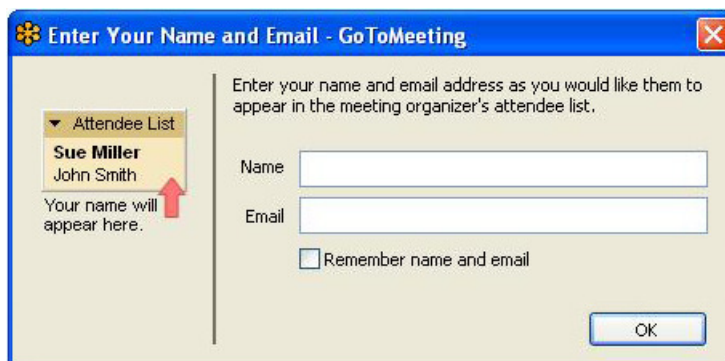 Enter Your Name and Email - GoToMeeting
Attendee List
Sue Miller
John Smith
Your name will
appear here.
Enter your name and email address as you would like them to
appear in the meeting organizer's attendee list.
Name
Email
Remember name and email
OK